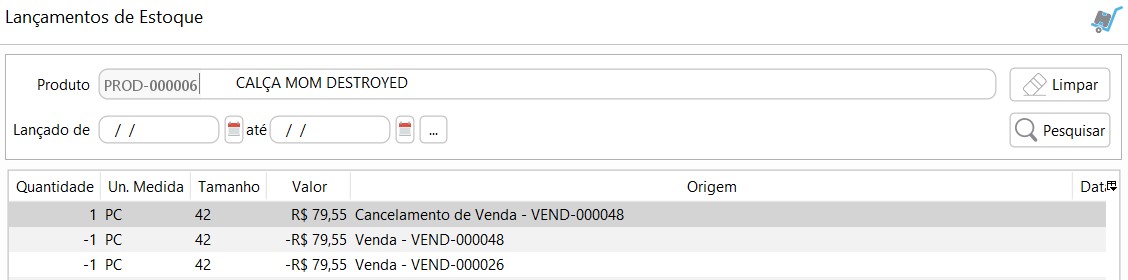 Lançamentos de Estoque
Produto PROD-000006 CALÇA MOM DESTROYED Limpar
Lançado de / / até / / ... Pesquisar
Quantidade Un. Medida Tamanho Valor Origem
1 PC 42 R$ 79,55 Cancelamento de Venda - VEND-000048
-1 PC 42 -R$ 79,55 Venda - VEND-000048
-1 PC 42 -R$ 79,55 Venda - VEND-000026